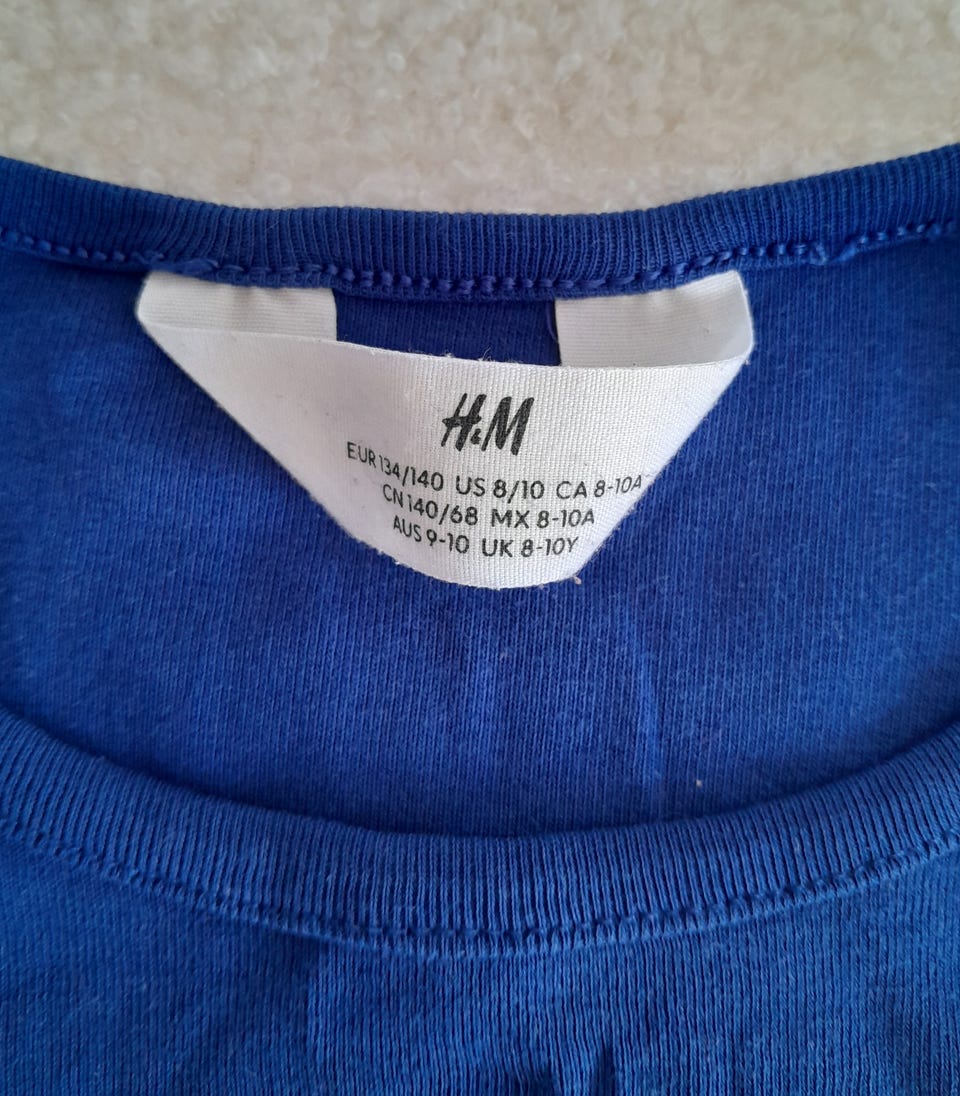 H&M
EUR 134/140 US 8/10 CA 8-10A
CN 140/68 MX 8-10A
AUS 9-10 UK 8-10Y